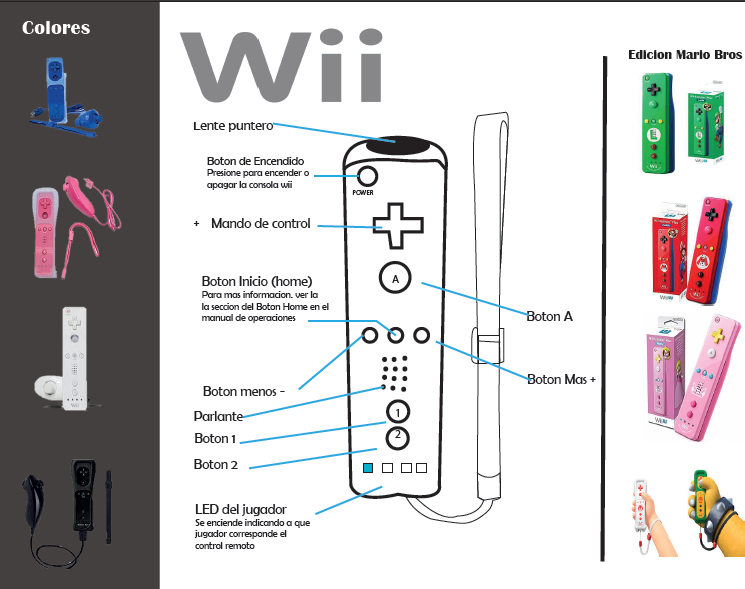 Colores
Wii
Edicion Mario Bros
Lente puntero
Boton de Encendido
Presione para encender o
apagar la consola wii
POWER
+ Mando de control
A
Boton Inicio (home)
Para mas informacion. ver la
la seccion del Boton Home en el
manual de operaciones
Boton A
Boton menos -
Boton Mas +
Parlante
Boton 1
1
Boton 2
2
LED del jugador
Se enciende indicando a que
jugador corresponde el
control remoto